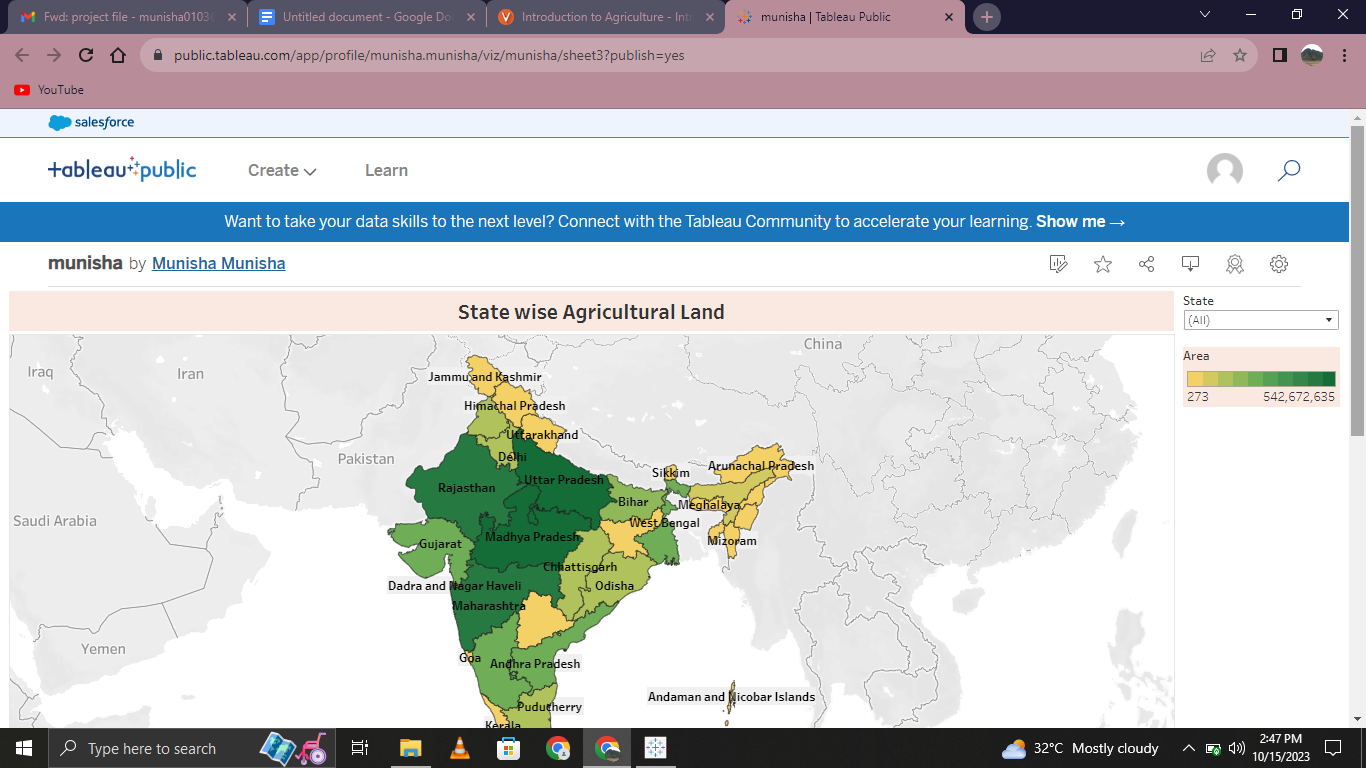 Fwd: project file - munisha0103
Untitled document - Google Do
Introduction to Agriculture - Int
munisha | Tableau Public
public.tableau.com/app/profile/munisha.munisha/viz/munisha/sheet3?publish=yes
YouTube
salesforce
+ableau+public
Create
Learn
Want to take your data skills to the next level? Connect with the Tableau Community to accelerate your learning. Show me →
munisha by Munisha Munisha
State wise Agricultural Land
State
(All)
Area
273 542,672,635
China
Iraq
Iran
Jammu and Kashmir
Himachal Pradesh
Uttarakhand
Pakistan
Delhi
Sikkim
Arunachal Pradesh
Uttar Pradesh
Rajasthan
Bihar
Meghalaya
Saudi Arabia
West Bengal
Madhya Pradesh
Mizoram
Gujarat
Chhattisgarh
Dadra and Nagar Haveli
Odisha
Maharashtra
Yemen
Goa
Andhra Pradesh
Andaman and Nicobar Islands
Puducherry
Kerala
Type here to search
32°C Mostly cloudy
2:47 PM
10/15/2023